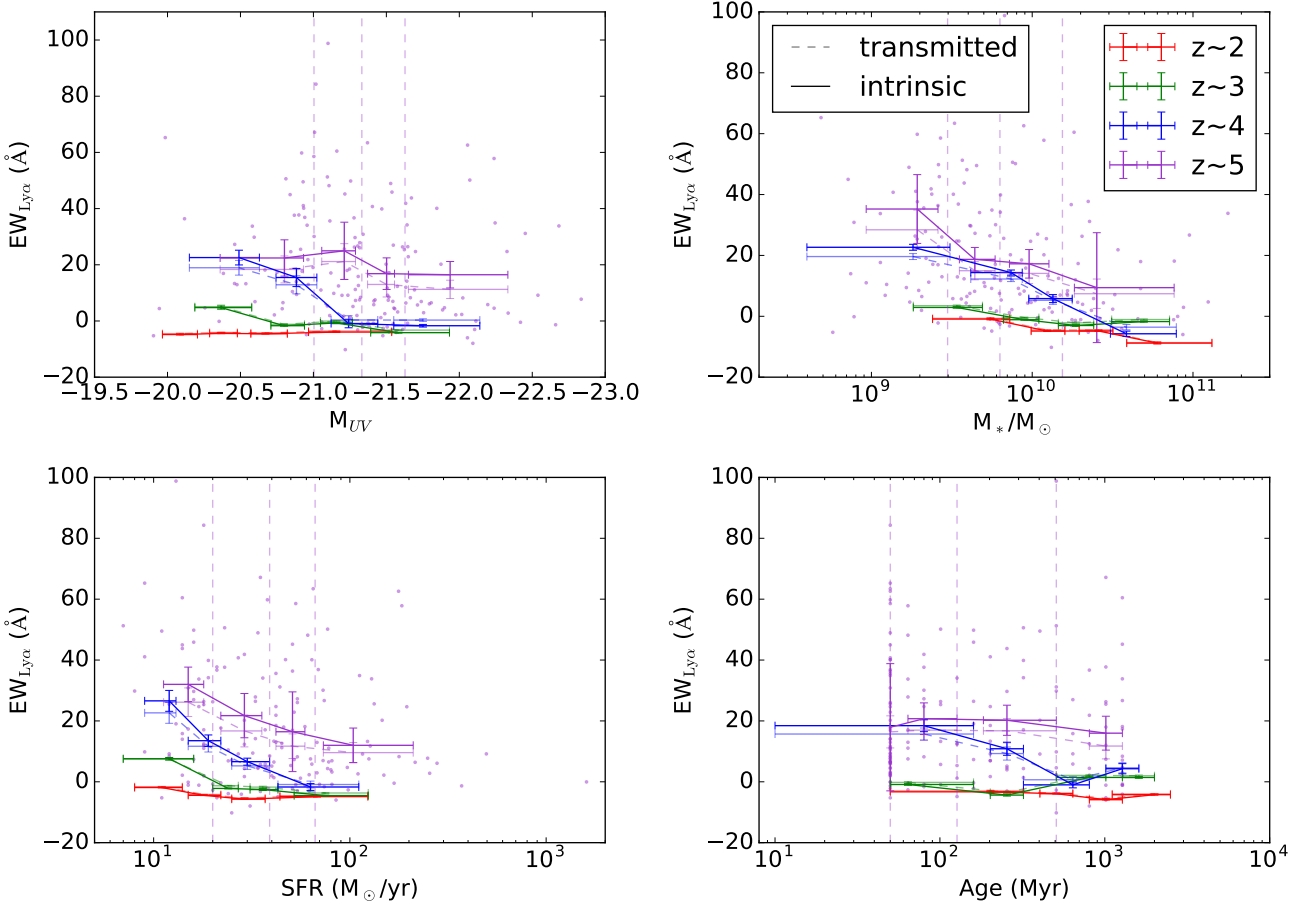 100
80
60
40
20
0
−20
EW_Lyα (Å)
−19.5 −20.0 −20.5 −21.0 −21.5 −22.0 −22.5 −23.0
M_UV
100
80
60
40
20
0
−20
EW_Lyα (Å)
transmitted
intrinsic
z~2
z~3
z~4
z~5
10^9 10^10 10^11
M_*/M_⊙
100
80
60
40
20
0
−20
EW_Lyα (Å)
10^1 10^2 10^3
SFR (M_⊙/yr)
100
80
60
40
20
0
−20
EW_Lyα (Å)
10^1 10^2 10^3 10^4
Age (Myr)